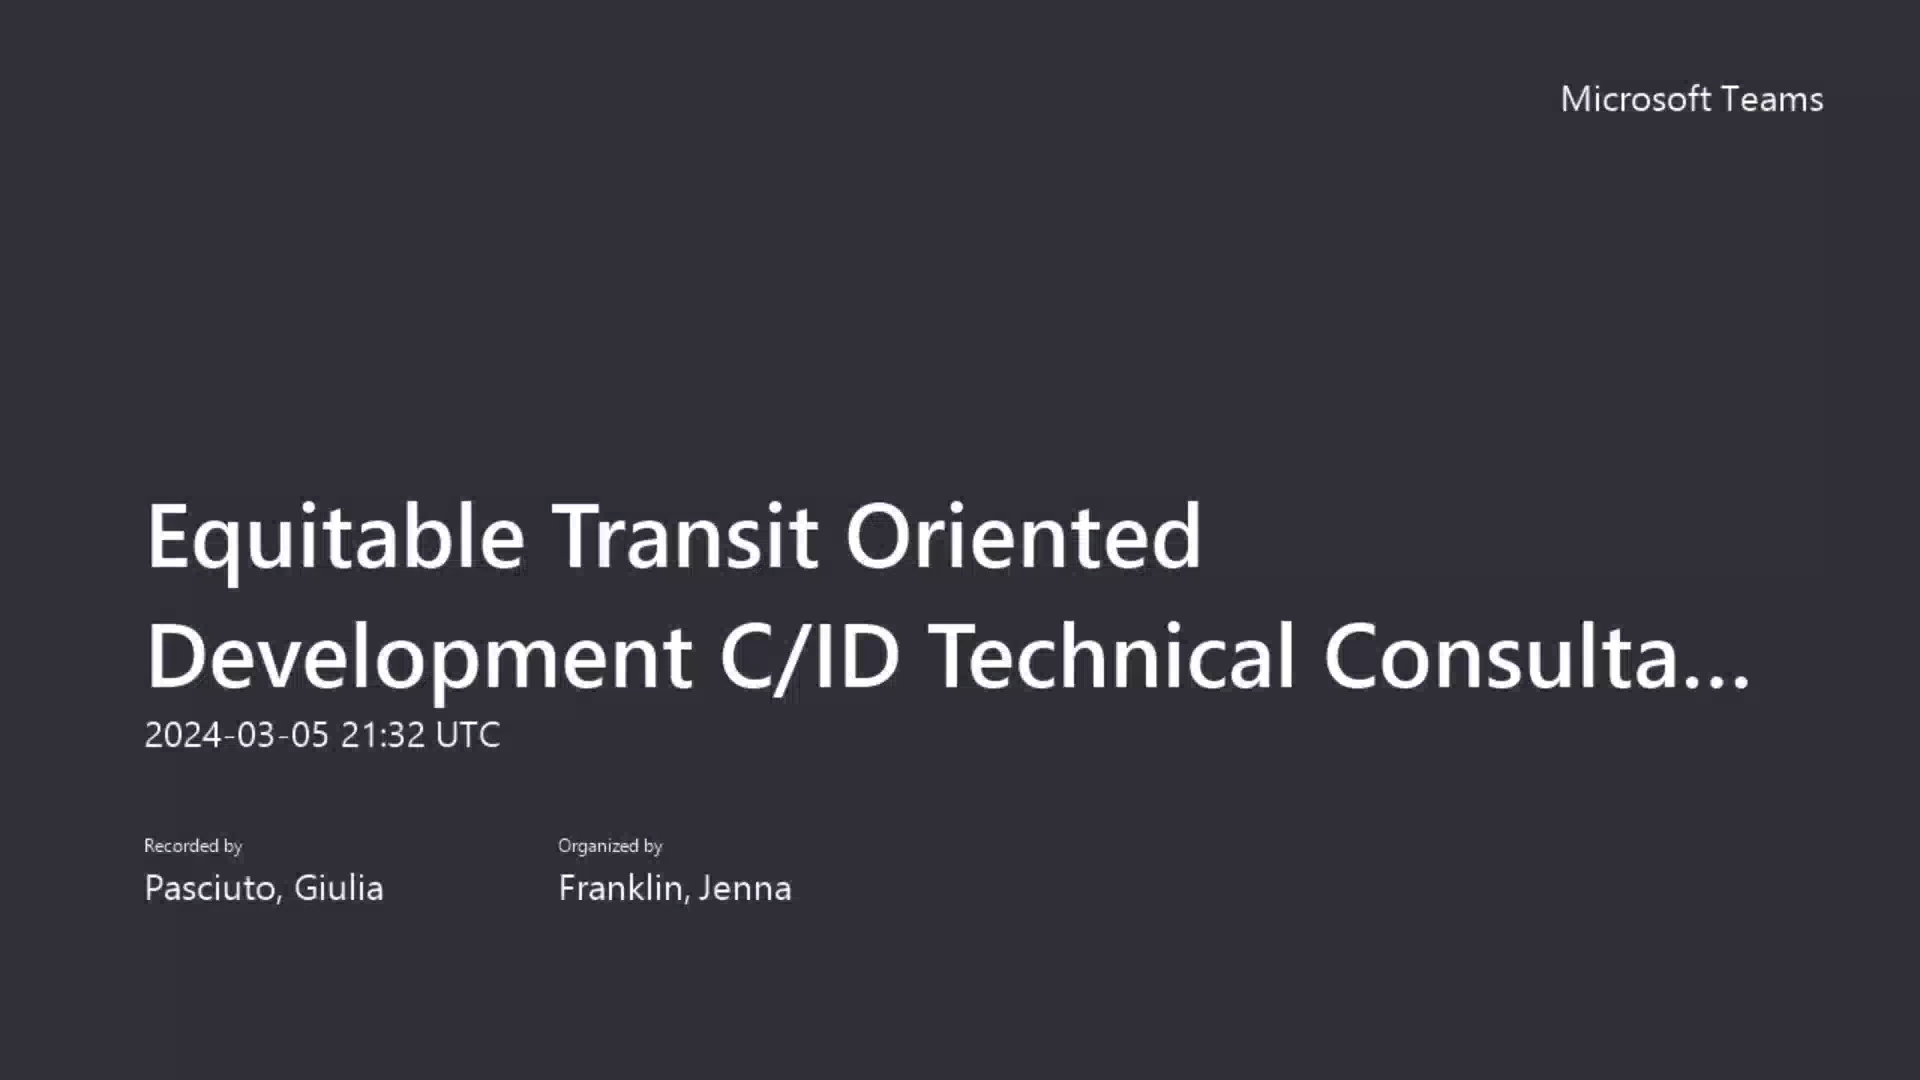 Microsoft Teams
Equitable Transit Oriented
Development C/ID Technical Consulta...
2024-03-05 21:32 UTC
Recorded by
Organized by
Pasciuto, Giulia
Franklin, Jenna